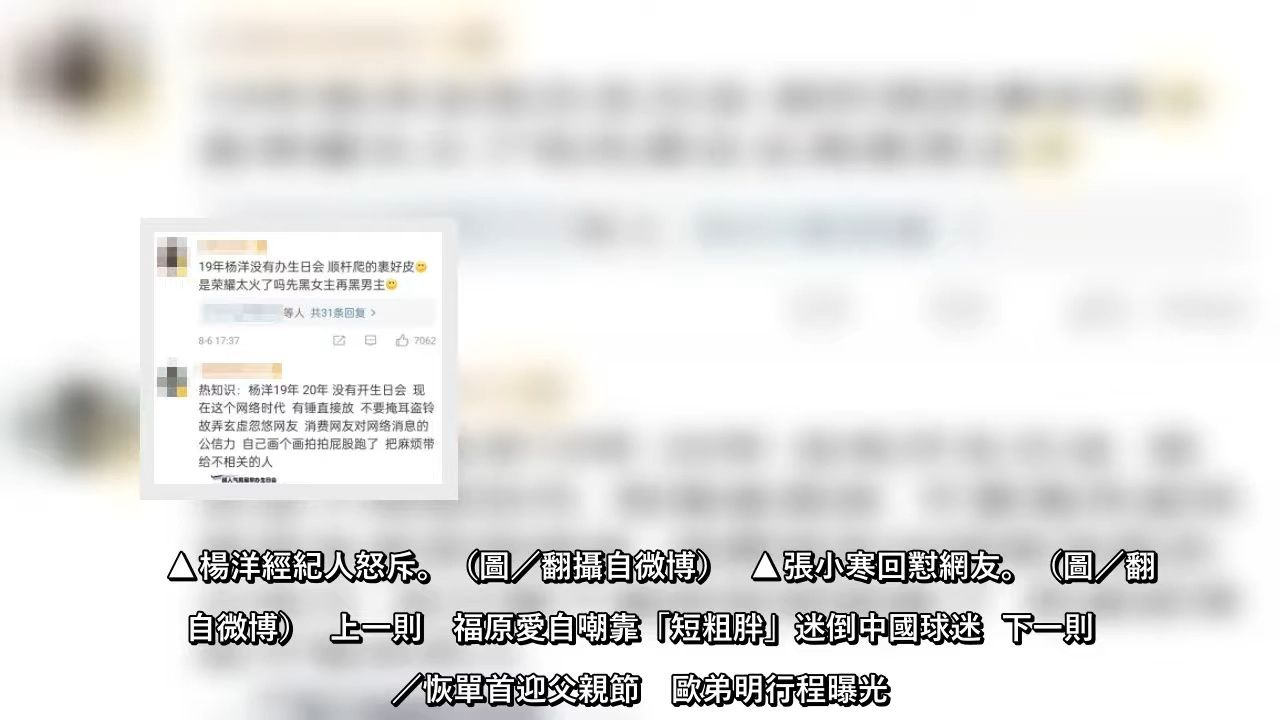 19年杨洋没有办生日会 顺杆爬的裹好皮
是荣耀太火了吗先黑女主再黑男主
等人 共31条回复 >
8-6 17:37 7062
热知识：杨洋19年 20年 没有开生日会 现
在这个网络时代 有锤直接放 不要掩耳盗铃
故弄玄虚忽悠网友 消费网友对网络消息的
公信力 自己画个画拍拍屁股跑了 把麻烦带
给不相关的人
▲楊洋經紀人怒斥。（圖／翻攝自微博） ▲張小寒回懟網友。（圖／翻
自微博） 上一則 福原愛自嘲靠「短粗胖」迷倒中國球迷 下一則
／恢單首迎父親節 歐弟明行程曝光